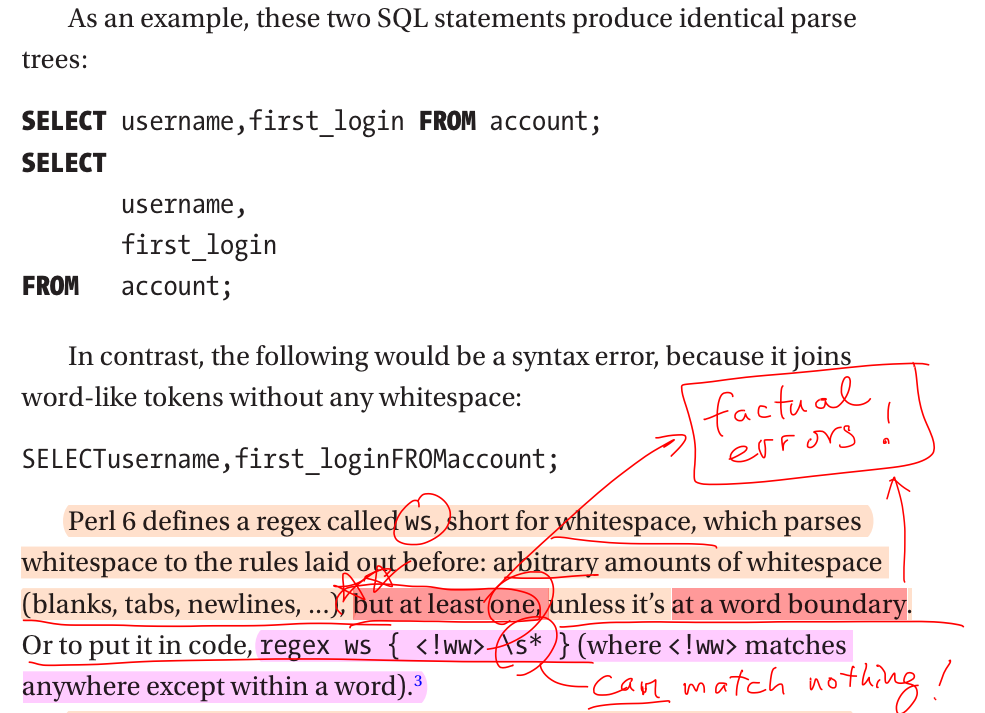 As an example, these two SQL statements produce identical parse
trees:
SELECT username,first_login FROM account;
SELECT
username,
first_login
FROM account;
In contrast, the following would be a syntax error, because it joins
word-like tokens without any whitespace:
factual
errors!
SELECTusername,first_loginFROMaccount;
Perl 6 defines a regex called ws, short for whitespace, which parses
whitespace to the rules laid out before: arbitrary amounts of whitespace
(blanks, tabs, newlines, …), but at least one, unless it’s at a word boundary.
Or to put it in code, regex ws { <!ww> \s* } (where <!ww> matches
anywhere except within a word).³
can match nothing!